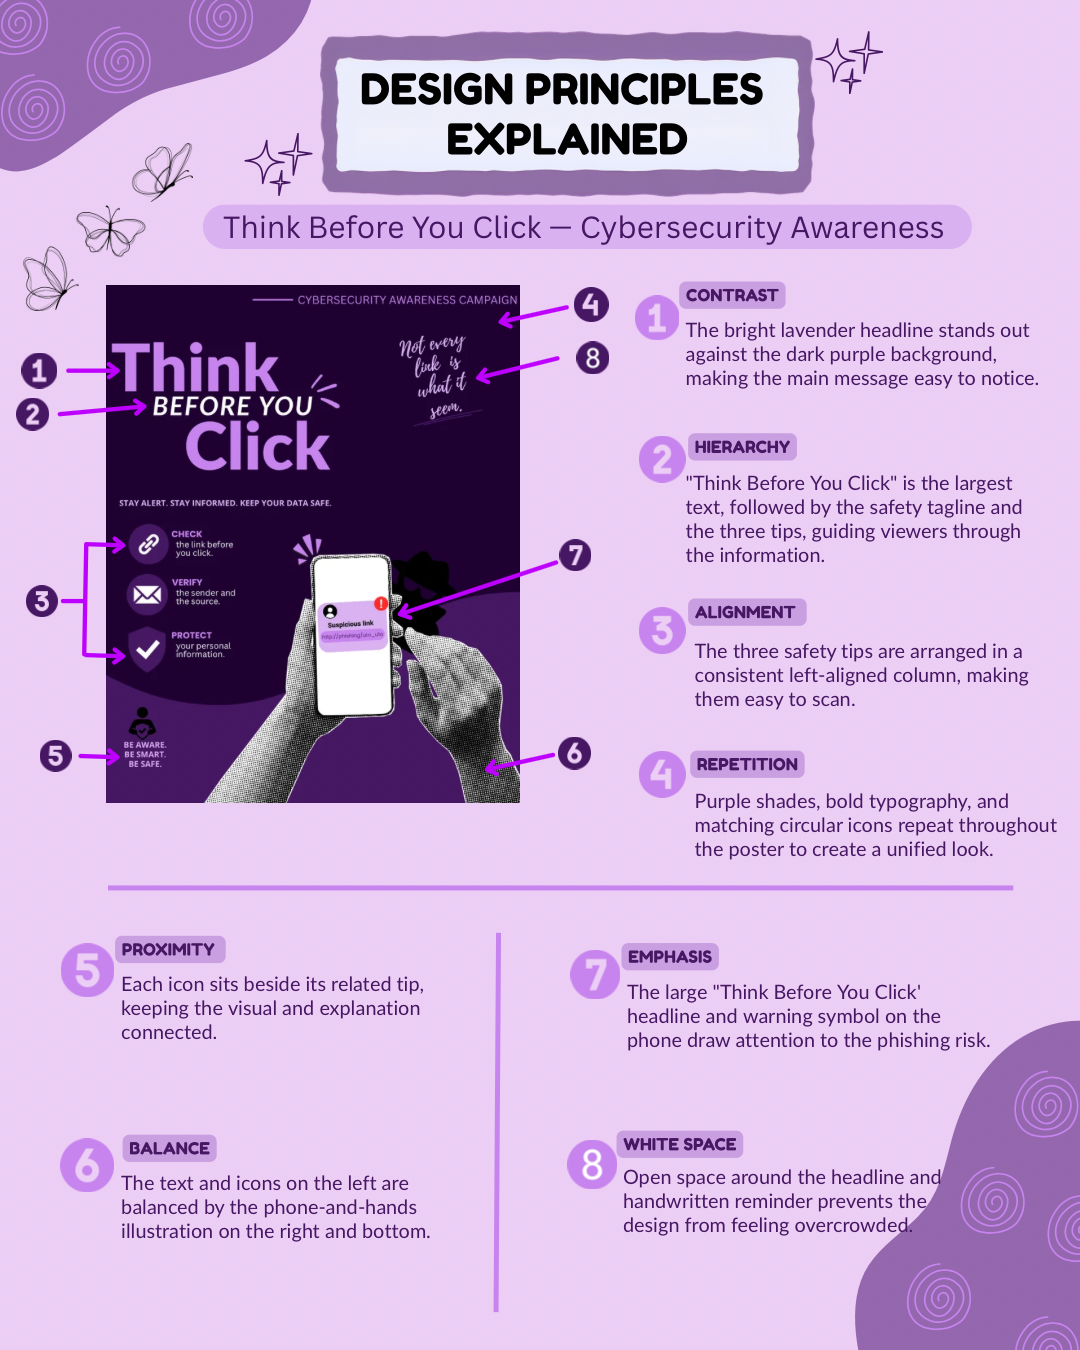 DESIGN PRINCIPLES
EXPLAINED
Think Before You Click – Cybersecurity Awareness
CYBERSECURITY AWARENESS CAMPAIGN
Think
BEFORE YOU
Click
Not every
link is
what it
seem.
STAY ALERT. STAY INFORMED. KEEP YOUR DATA SAFE.
CHECK
the link before
you click.
VERIFY
the sender and
the source.
PROTECT
your personal
information.
BE AWARE.
BE SMART.
BE SAFE.
!
Suspicious link
1
2
3
5
4
8
7
6
1
CONTRAST
The bright lavender headline stands out
against the dark purple background,
making the main message easy to notice.
2
HIERARCHY
"Think Before You Click" is the largest
text, followed by the safety tagline and
the three tips, guiding viewers through
the information.
3
ALIGNMENT
The three safety tips are arranged in a
consistent left-aligned column, making
them easy to scan.
4
REPETITION
Purple shades, bold typography, and
matching circular icons repeat throughout
the poster to create a unified look.
5
PROXIMITY
Each icon sits beside its related tip,
keeping the visual and explanation
connected.
6
BALANCE
The text and icons on the left are
balanced by the phone-and-hands
illustration on the right and bottom.
7
EMPHASIS
The large "Think Before You Click'
headline and warning symbol on the
phone draw attention to the phishing risk.
8
WHITE SPACE
Open space around the headline and
handwritten reminder prevents the
design from feeling overcrowded.